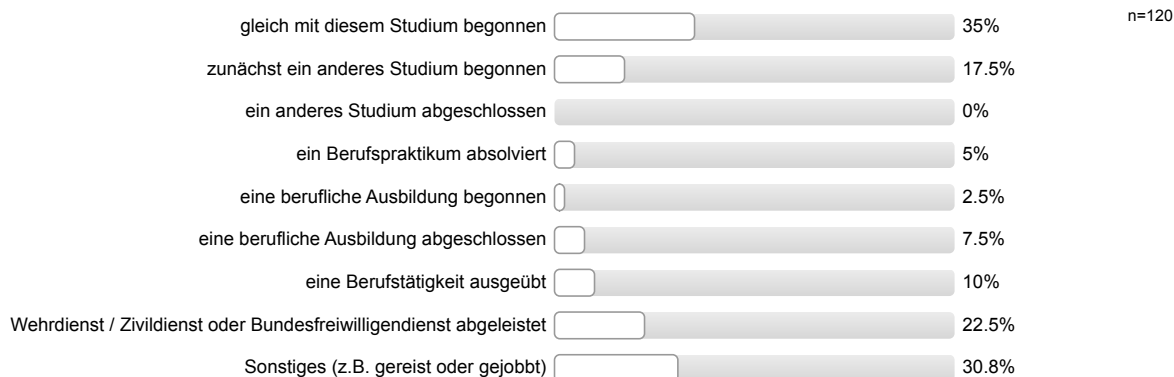 gleich mit diesem Studium begonnen 35% n=120
zunächst ein anderes Studium begonnen 17.5%
ein anderes Studium abgeschlossen 0%
ein Berufspraktikum absolviert 5%
eine berufliche Ausbildung begonnen 2.5%
eine berufliche Ausbildung abgeschlossen 7.5%
eine Berufstätigkeit ausgeübt 10%
Wehrdienst / Zivildienst oder Bundesfreiwilligendienst abgeleistet 22.5%
Sonstiges (z.B. gereist oder gejobbt) 30.8%